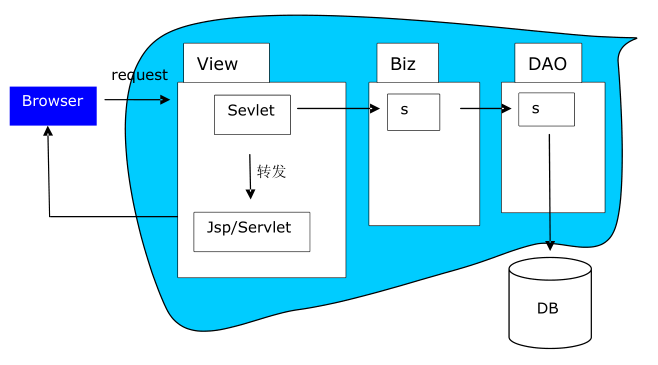 View
Biz
DAO
request
Browser
Sevlet
s
s
转发
Jsp/Servlet
DB